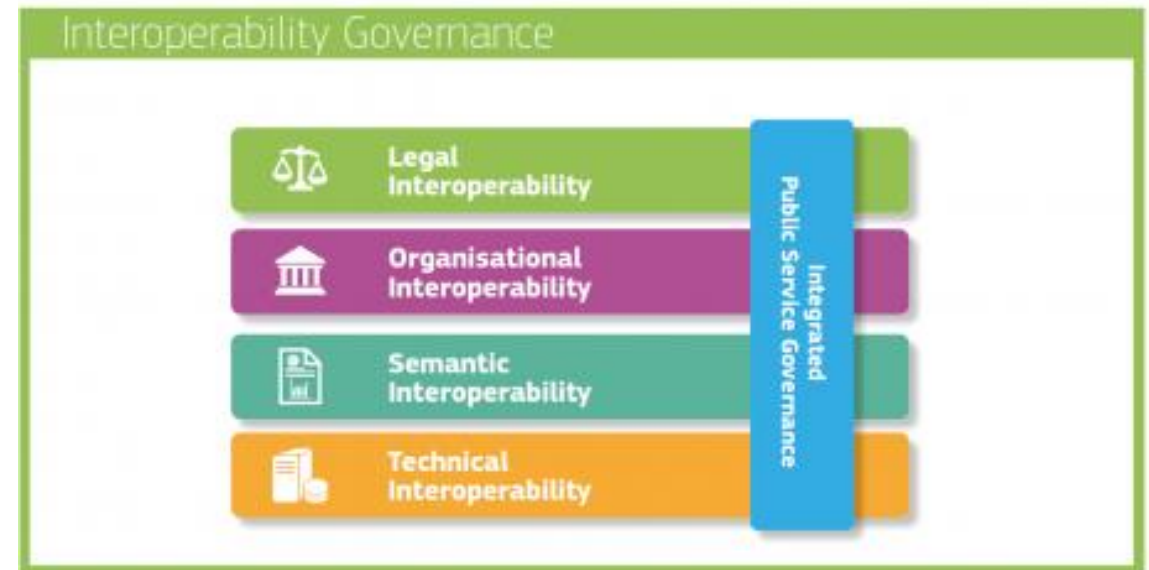 Interoperability Governance
Legal
Interoperability
Organisational
Interoperability
Semantic
Interoperability
Technical
Interoperability
Integrated
Public Service Governance